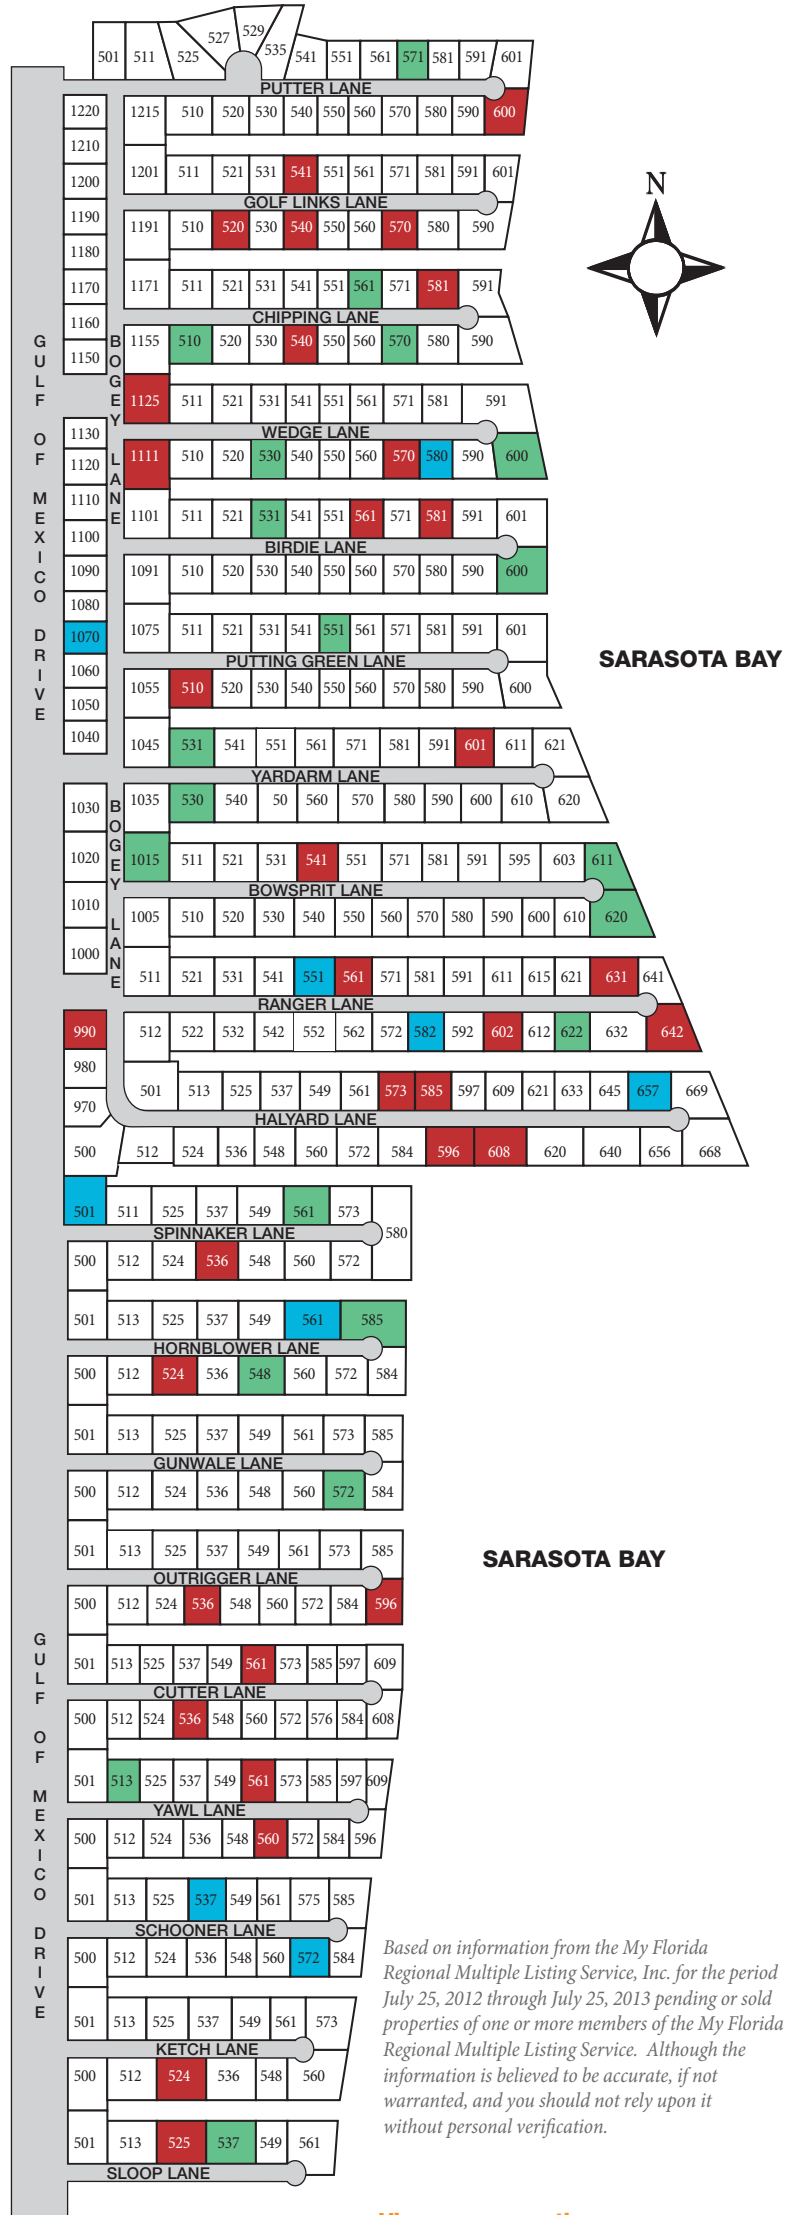 501 511 525 527 529 535 541 551 561 571 581 591 601
PUTTER LANE
1220 1215 510 520 530 540 550 560 570 580 590 600
1210
1200 1201 511 521 531 541 551 561 571 581 591 601
GOLF LINKS LANE
1190 1191 510 520 530 540 550 560 570 580 590
1180
1170 1171 511 521 531 541 551 561 571 581 591
CHIPPING LANE
1160
1150 1155 510 520 530 540 550 560 570 580 590
1125 511 521 531 541 551 561 571 581 591
WEDGE LANE
1130
1120 1111 510 520 530 540 550 560 570 580 590 600
1110
1100 1101 511 521 531 541 551 561 571 581 591 601
BIRDIE LANE
1090 1091 510 520 530 540 550 560 570 580 590 600
1080
1070 1075 511 521 531 541 551 561 571 581 591 601
PUTTING GREEN LANE
1060
1050 1055 510 520 530 540 550 560 570 580 590 600
1040 1045 531 541 551 561 571 581 591 601 611 621
YARDARM LANE
1030 1035 530 540 50 560 570 580 590 600 610 620
1020 1015 511 521 531 541 551 571 581 591 595 603 611
BOWSPRIT LANE
1010 1005 510 520 530 540 550 560 570 580 590 600 610 620
1000 511 521 531 541 551 561 571 581 591 611 615 621 631 641
RANGER LANE
990 512 522 532 542 552 562 572 582 592 602 612 622 632 642
980
970 501 513 525 537 549 561 573 585 597 609 621 633 645 657 669
HALYARD LANE
500 512 524 536 548 560 572 584 596 608 620 640 656 668
BOGEY LANE
BOGEY LANE
GULF OF MEXICO DRIVE
N
SARASOTA BAY
501 511 525 537 549 561 573 580
SPINNAKER LANE
500 512 524 536 548 560 572
501 513 525 537 549 561 585
HORNBLOWER LANE
500 512 524 536 548 560 572 584
501 513 525 537 549 561 573 585
GUNWALE LANE
500 512 524 536 548 560 572 584
501 513 525 537 549 561 573 585
OUTRIGGER LANE
500 512 524 536 548 560 572 584 596
501 513 525 537 549 561 573 585 597 609
CUTTER LANE
500 512 524 536 548 560 572 576 584 608
501 513 525 537 549 561 573 585 597 609
YAWL LANE
500 512 524 536 548 560 572 584 596
501 513 525 537 549 561 575 585
SCHOONER LANE
500 512 524 536 548 560 572 584
501 513 525 537 549 561 573
KETCH LANE
500 512 524 536 548 560
501 513 525 537 549 561
SLOOP LANE
GULF OF MEXICO DRIVE
SARASOTA BAY
Based on information from the My Florida
Regional Multiple Listing Service, Inc. for the period
July 25, 2012 through July 25, 2013 pending or sold
properties of one or more members of the My Florida
Regional Multiple Listing Service. Although the
information is believed to be accurate, if not
warranted, and you should not rely upon it
without personal verification.